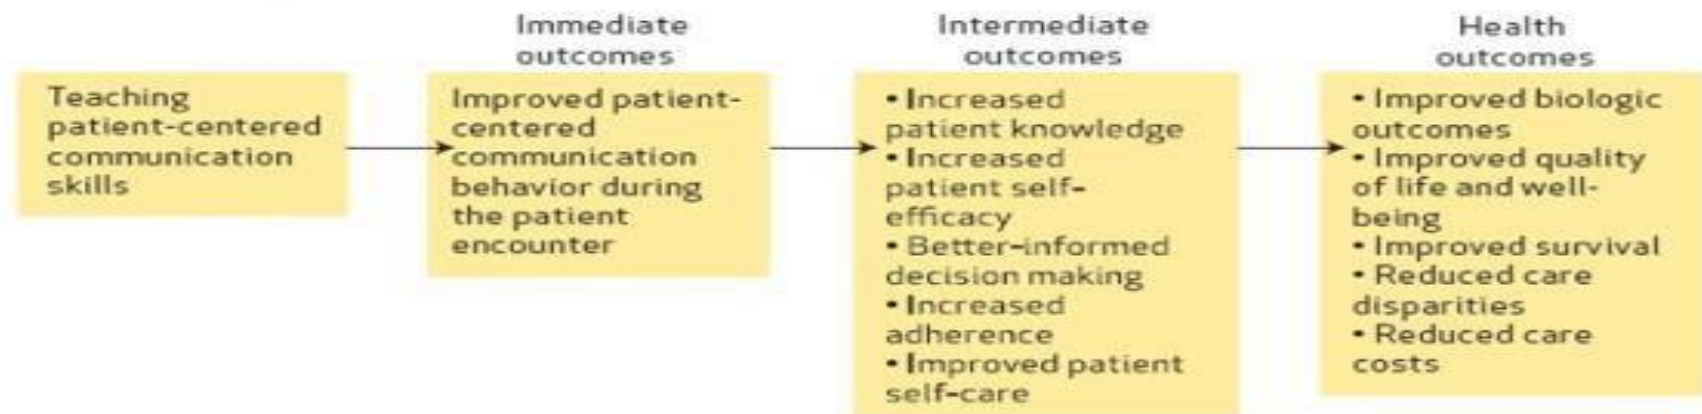 Teaching
patient-centered
communication
skills
Immediate
outcomes
Improved patient-
centered
communication
behavior during
the patient
encounter
Intermediate
outcomes
• Increased
patient knowledge
• Increased
patient self-
efficacy
• Better-informed
decision making
• Increased
adherence
• Improved patient
self-care
Health
outcomes
• Improved biologic
outcomes
• Improved quality
of life and well-
being
• Improved survival
• Reduced care
disparities
• Reduced care
costs